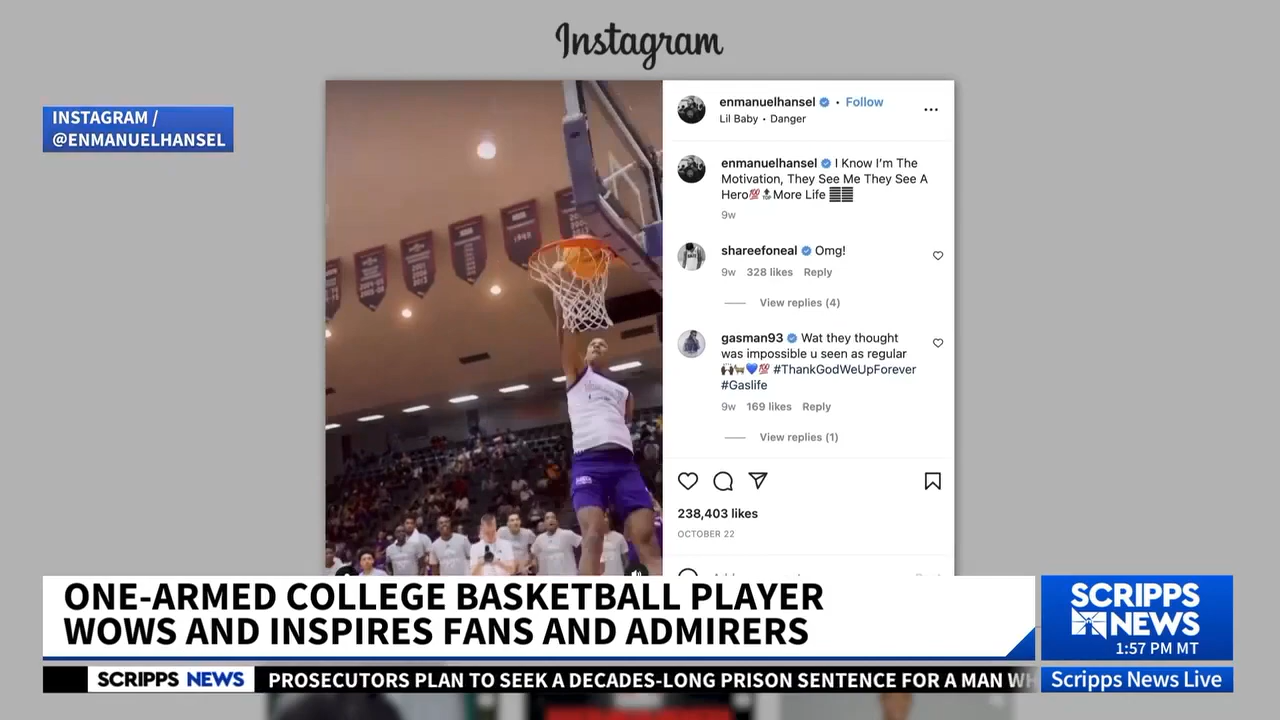 Instagram
INSTAGRAM /
@ENMANUELHANSEL
enmanuelhansel • Follow
Lil Baby • Danger
enmanuelhansel I Know I'm The
Motivation, They See Me They See A
Hero💯🔝More Life
9w
shareefoneal Omg!
9w 328 likes Reply
View replies (4)
gasman93 Wat they thought
was impossible u seen as regular
🙌🏿🐐💙💯 #ThankGodWeUpForever
#Gaslife
9w 169 likes Reply
View replies (1)
238,403 likes
OCTOBER 22
ONE-ARMED COLLEGE BASKETBALL PLAYER
WOWS AND INSPIRES FANS AND ADMIRERS
SCRIPPS
NEWS
1:57 PM MT
SCRIPPS NEWS
PROSECUTORS PLAN TO SEEK A DECADES-LONG PRISON SENTENCE FOR A MAN
Scripps News Live